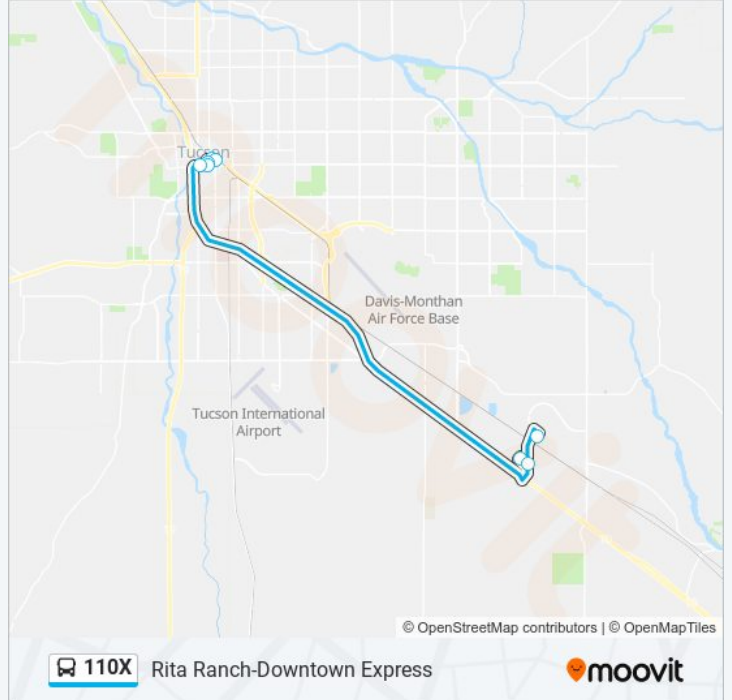 Tucson
Davis-Monthan
Air Force Base
Tucson International
Airport
© OpenStreetMap contributors | © OpenMapTiles
110X Rita Ranch-Downtown Express
moovit